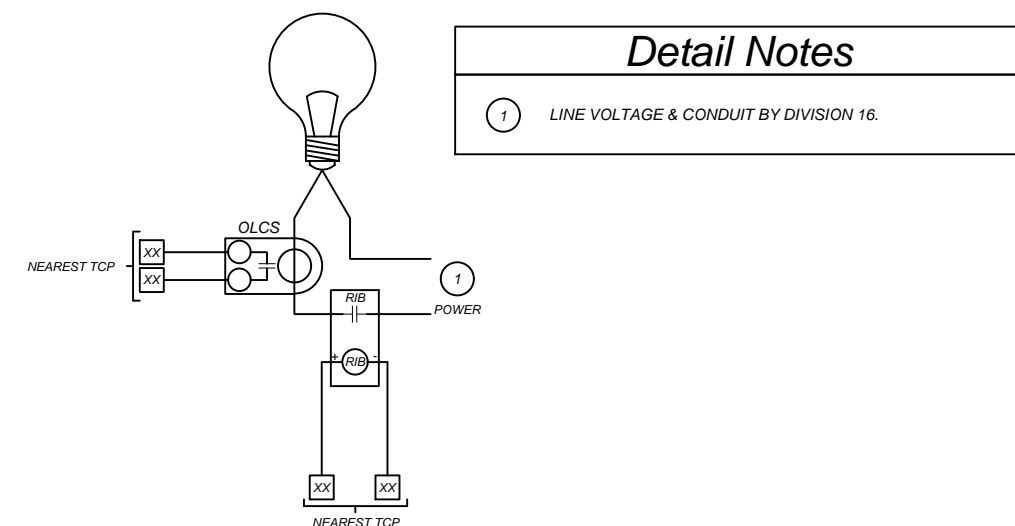 Detail Notes
1 LINE VOLTAGE & CONDUIT BY DIVISION 16.
OLCS
XX
NEAREST TCP
XX
1
RIB
POWER
+ RIB -
XX XX
NEAREST TCP